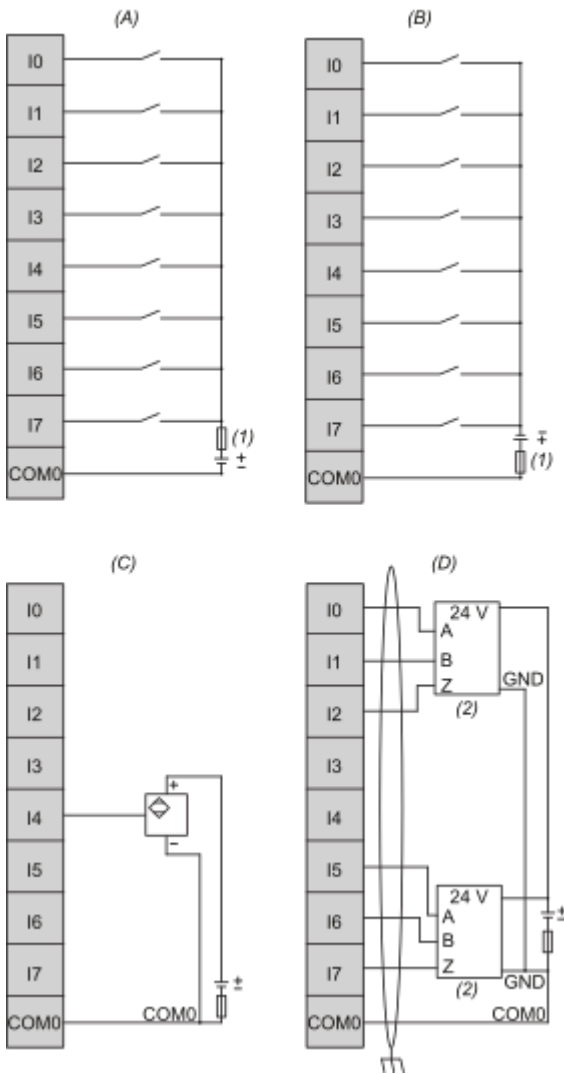 (A)
I0
I1
I2
I3
I4
I5
I6
I7
COM0
(1)
+
-
(B)
I0
I1
I2
I3
I4
I5
I6
I7
COM0
-
+
(1)
(C)
I0
I1
I2
I3
I4
I5
I6
I7
COM0
+
-
COM0
+
-
(D)
I0
I1
I2
I3
I4
I5
I6
I7
COM0
24 V
A
B
Z
GND
(2)
24 V
A
B
Z
GND
(2)
COM0
+
-